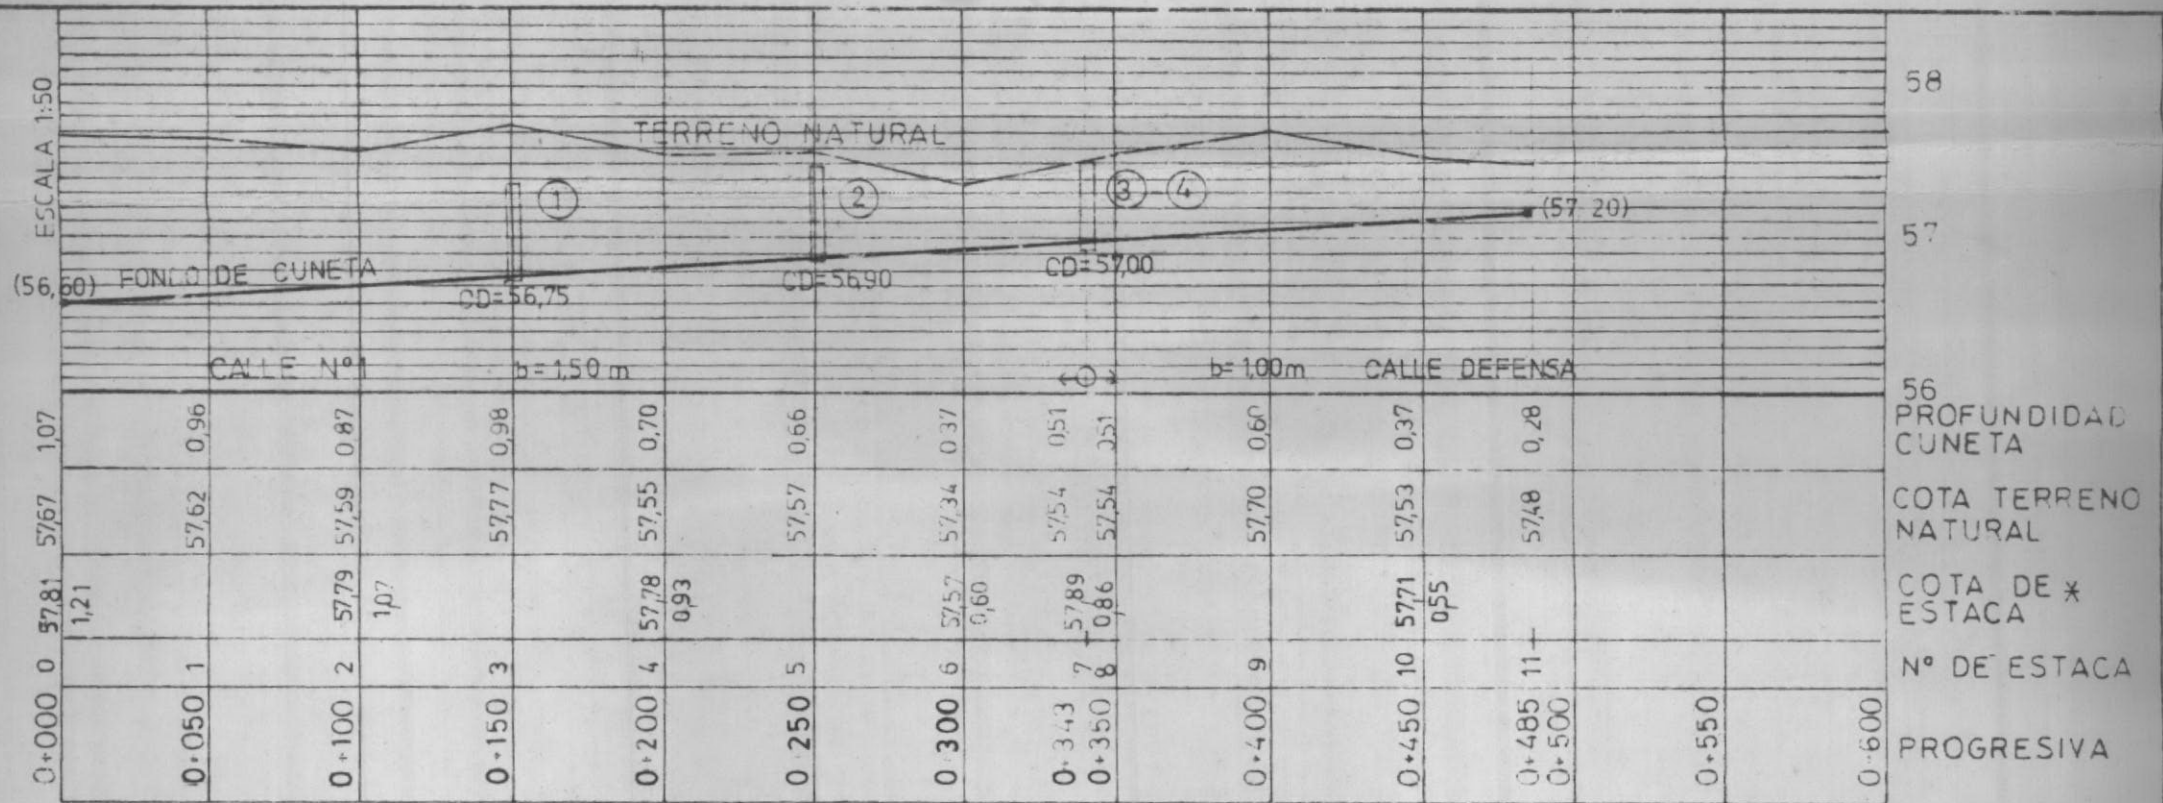 ESCALA 1:50
58
TERRENO NATURAL
1
2
3 - 4
(57 20)
57
(56,60) FONDO DE CUNETA
CD=56,75
CD=56,90
CD=57,00
CALLE Nº1 b=1,50 m b=1,00m CALLE DEFENSA
56
1,07 0,96 0,87 0,98 0,70 0,66 0 37 0,51 0,51 0,37 0,28 PROFUNDIDAD CUNETA
57,67 57,62 57,59 57,77 57,55 57,57 57,34 57,54 57,54 57,70 57,53 57,48 COTA TERRENO NATURAL
57,81 57,79 57,78 57,57 57,89 57,71 COTA DE * ESTACA
1,21 1,07 0,93 0,60 0,86 0,55
0 1 2 3 4 5 6 7 8 9 10 11 Nº DE ESTACA
0+000 0+050 0+100 0+150 0+200 0 250 0 300 0+343 0+350 0+400 0+450 0+485 0+500 0+550 0 600 PROGRESIVA